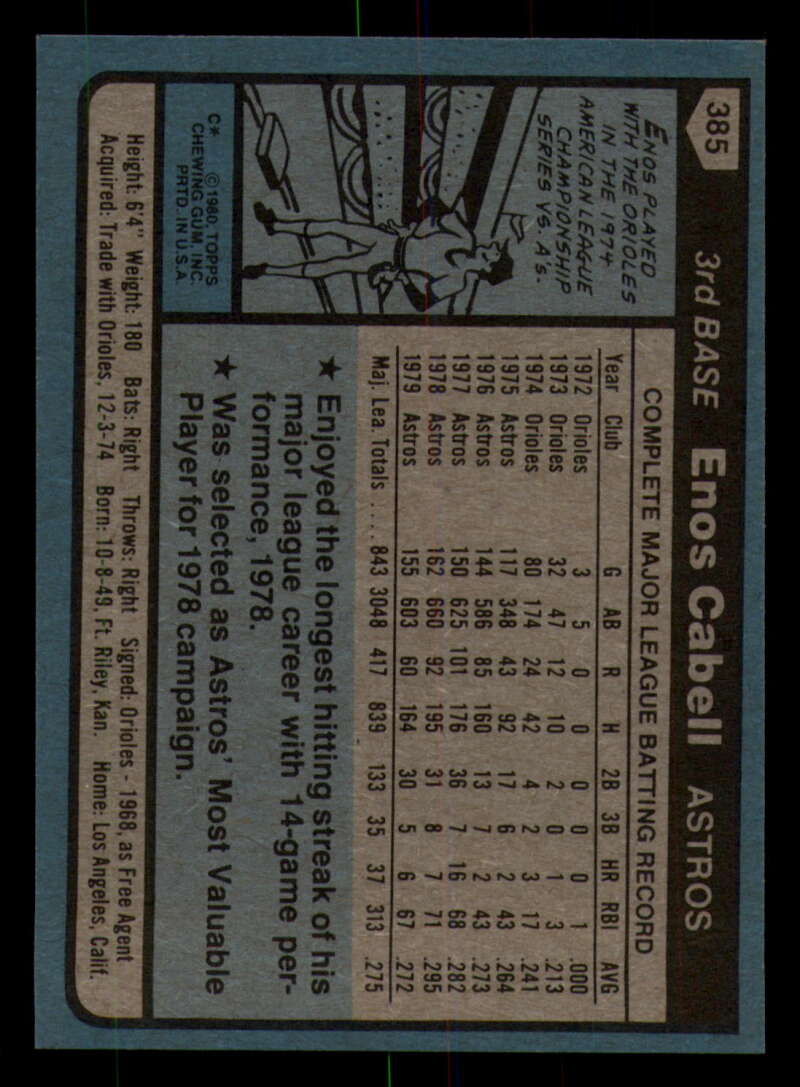 385 3rd BASE Enos Cabell ASTROS
ENOS PLAYED
WITH THE ORIOLES
IN THE 1974
AMERICAN LEAGUE
CHAMPIONSHIP
SERIES VS. A's.
C* ©1980 TOPPS
CHEWING GUM, INC.
PRTD. IN U.S.A.
COMPLETE MAJOR LEAGUE BATTING RECORD
Year Club G AB R H 2B 3B HR RBI AVG
1972 Orioles 3 5 0 0 0 0 0 1 .000
1973 Orioles 32 47 12 10 2 0 1 3 .213
1974 Orioles 80 174 24 42 4 2 3 17 .241
1975 Astros 117 348 43 92 17 6 2 43 .264
1976 Astros 144 586 85 160 13 7 2 43 .273
1977 Astros 150 625 101 176 36 7 16 68 .282
1978 Astros 162 660 92 195 31 8 7 71 .295
1979 Astros 155 603 60 164 30 5 6 67 .272
Maj. Lea. Totals .... 843 3048 417 839 133 35 37 313 .275
★ Enjoyed the longest hitting streak of his
major league career with 14-game per-
formance, 1978.
★ Was selected as Astros' Most Valuable
Player for 1978 campaign.
Height: 6'4" Weight: 180 Bats: Right Throws: Right Signed: Orioles - 1968, as Free Agent
Acquired: Trade with Orioles, 12-3-74 Born: 10-8-49, Ft. Riley, Kan. Home: Los Angeles, Calif.